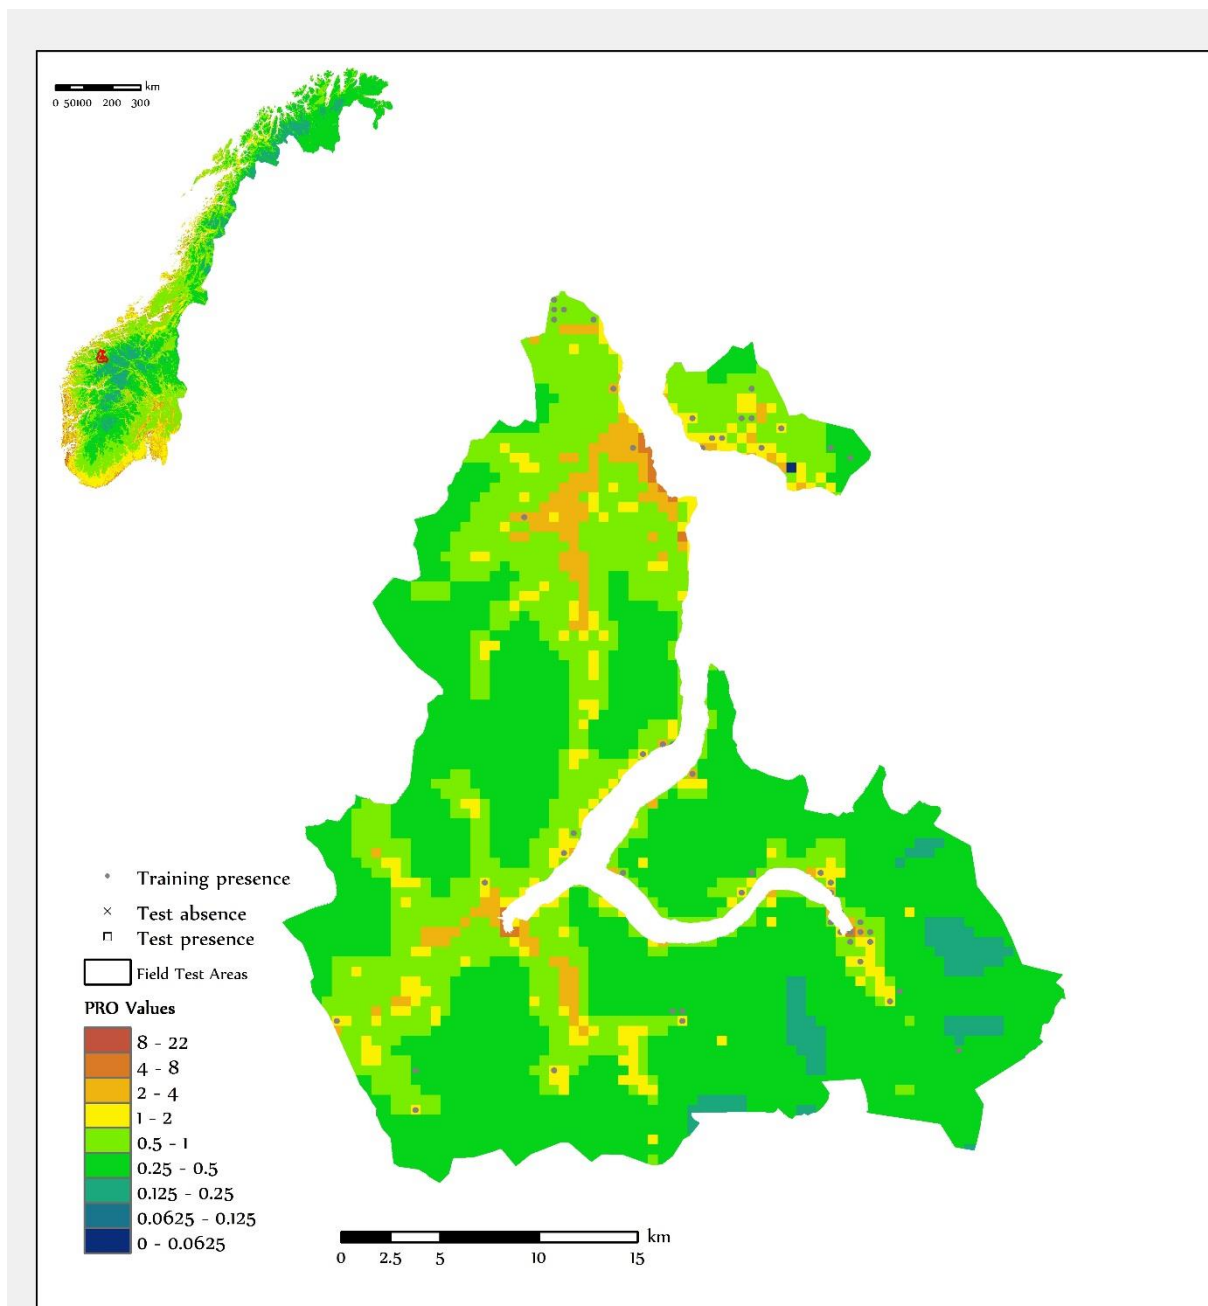 km
0 50100 200 300
Training presence
Test absence
Test presence
Field Test Areas
PRO Values
8 - 22
4 - 8
2 - 4
1 - 2
0.5 - 1
0.25 - 0.5
0.125 - 0.25
0.0625 - 0.125
0 - 0.0625
km
0 2.5 5 10 15